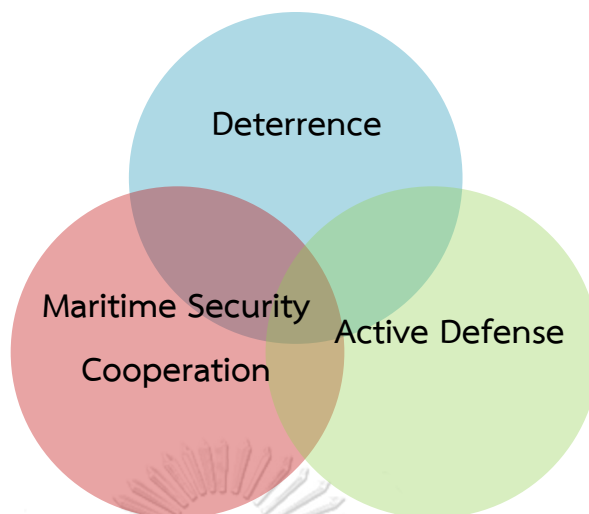 Deterrence
Maritime Security
Cooperation
Active Defense